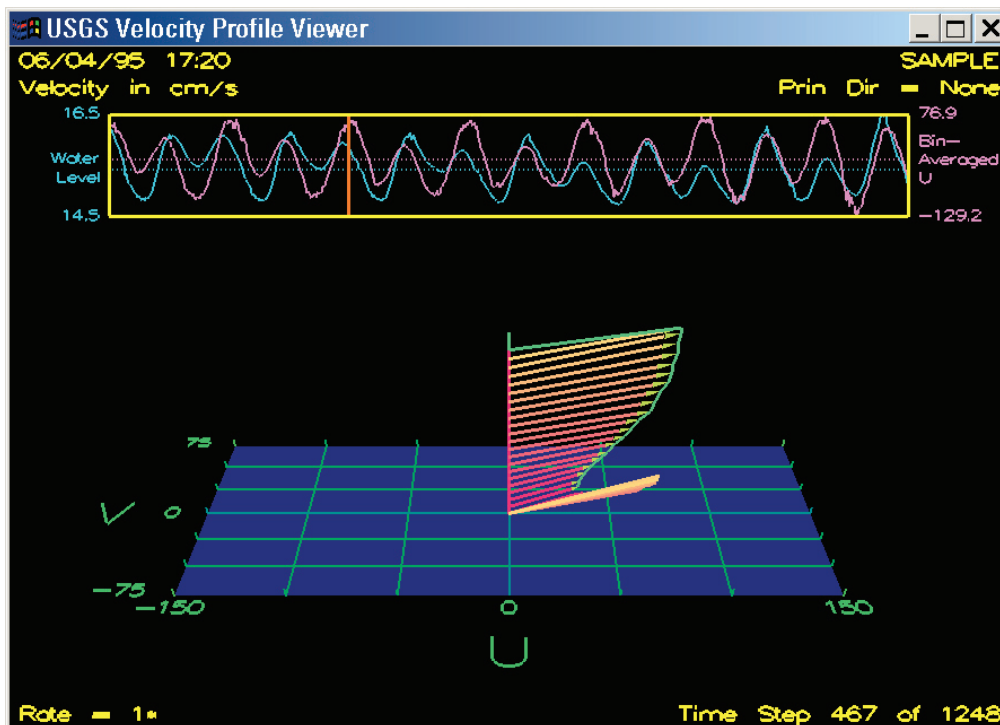 USGS Velocity Profile Viewer
06/04/95 17:20 SAMPLE
Velocity in cm/s Prin Dir = None
16.5 76.9
Water Level
Bin-Averaged U
14.5 -129.2
75
V 0
-75
-150 0 150
U
Rate = 1* Time Step 467 of 1248